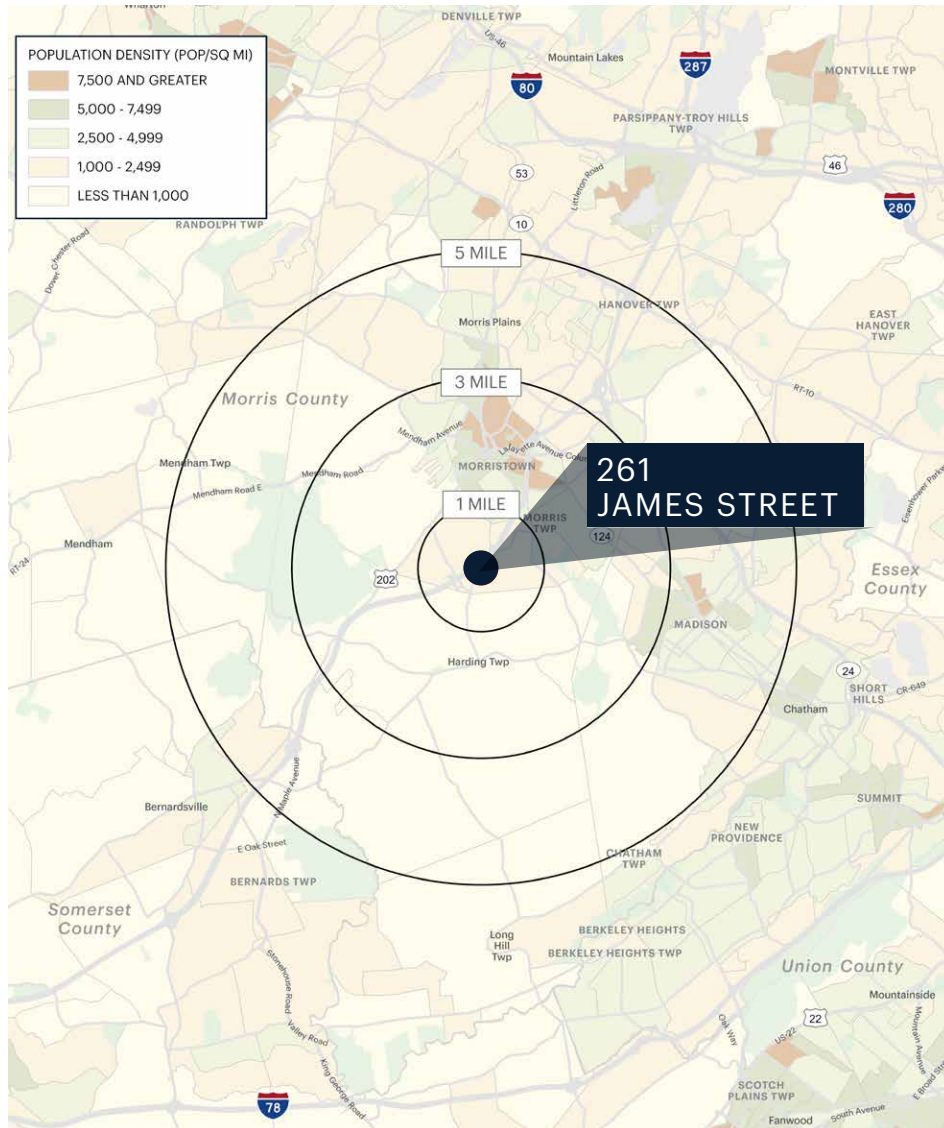 Wharton
DENVILLE TWP
US-46
Mountain Lakes
80
287
MONTVILLE TWP
POPULATION DENSITY (POP/SQ MI)
7,500 AND GREATER
5,000 - 7,499
2,500 - 4,999
1,000 - 2,499
LESS THAN 1,000
PARSIPPANY-TROY HILLS
TWP
46
53
Littleton Road
280
RANDOLPH TWP
10
Dover Chester Road
5 MILE
HANOVER TWP
EAST
HANOVER
TWP
Morris Plains
3 MILE
RT-10
Morris County
Mendham Avenue
Lafayette Avenue
MORRISTOWN
Mendham Twp
Mendham Road
Mendham Road E
261
JAMES STREET
1 MILE
MORRIS
TWP
124
Eisenhower Parkway
Mendham
RT-24
202
Essex
County
MADISON
Harding Twp
24
SHORT
HILLS
CR-649
Chatham
N Maple Avenue
Bernardsville
SUMMIT
NEW
PROVIDENCE
E Oak Street
CHATHAM
TWP
BERNARDS TWP
Somerset
County
Long
Hill
Twp
BERKELEY HEIGHTS
BERKELEY HEIGHTS TWP
Union County
Stonehouse Road
Mountainside
Valley Road
Oak Way
US-22
22
Mountain Avenue
King George Road
78
SCOTCH
PLAINS TWP
E Broad Stre
South Avenue
Fanwood